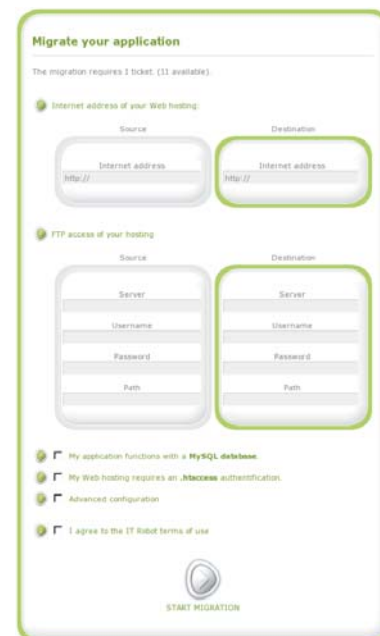 Migrate your application
The migration requires 1 ticket. (11 available).
Internet address of your Web hosting:
Source Destination
Internet address Internet address
http:// http://
FTP access of your hosting
Source Destination
Server Server
Username Username
Password Password
Path Path
My application functions with a MySQL database.
My Web hosting requires an .htaccess authentification.
Advanced configuration
I agree to the IT Robot terms of use
START MIGRATION